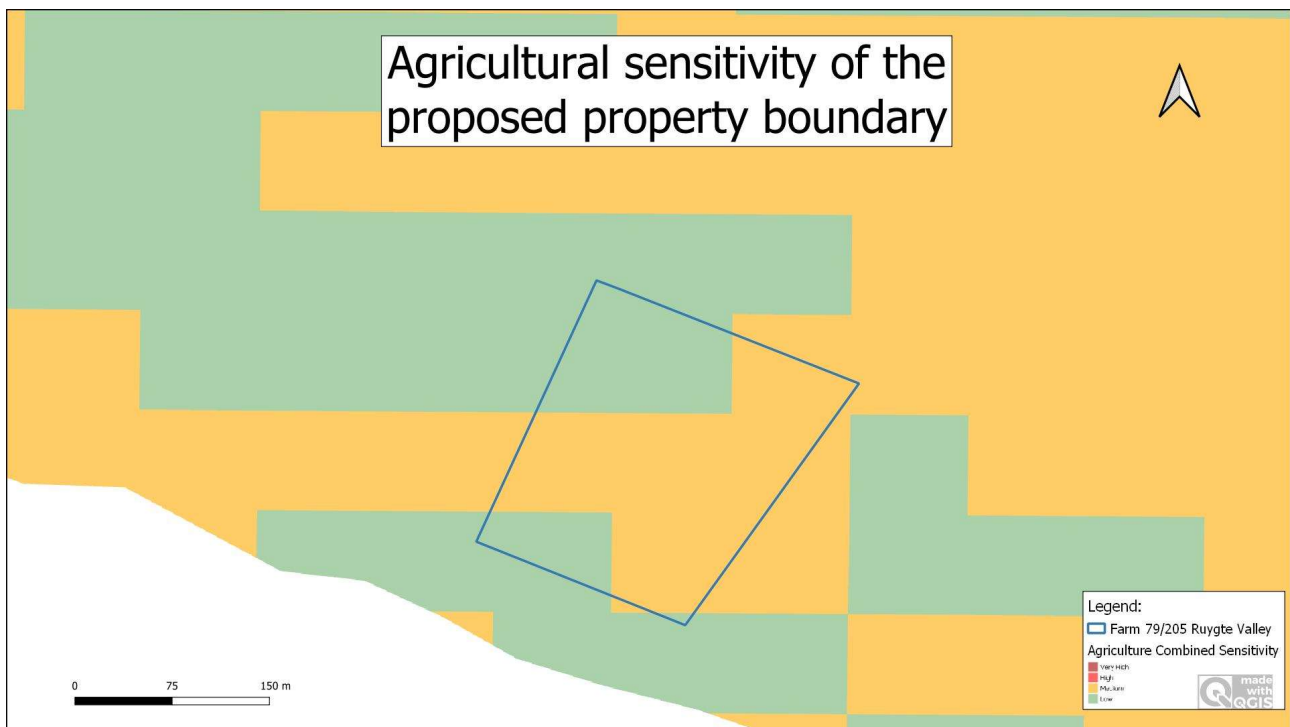 Agricultural sensitivity of the
proposed property boundary
0 75 150 m
Legend:
Farm 79/205 Ruygte Valley
Agriculture Combined Sensitivity
Very High
High
Medium
Low
made
with
QGIS